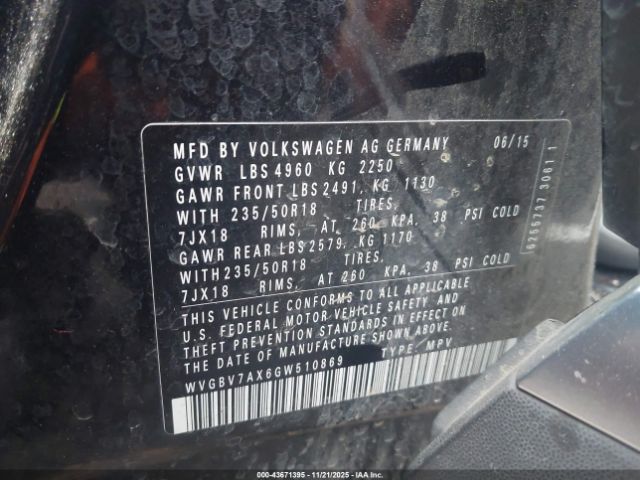 MFD BY VOLKSWAGEN AG GERMANY 06/15
GVWR LBS 4960 KG 2250
GAWR FRONT LBS 2491, KG 1130
WITH 235/50R18 TIRES,
7JX18 RIMS, AT 260 KPA, 38 PSI COLD
GAWR REAR LBS 2579, KG 1170
WITH 235/50R18 TIRES,
7JX18 RIMS, AT 260 KPA, 38 PSI COLD
THIS VEHICLE CONFORMS TO ALL APPLICABLE
U.S. FEDERAL MOTOR VEHICLE SAFETY AND
THEFT PREVENTION STANDARDS IN EFFECT ON
THE DATE OF MANUFACTURE SHOWN ABOVE.
WVGBV7AX6GW510869 TYPE: MPV
000-43671395 - 11/21/2025 - IAAI, Inc.